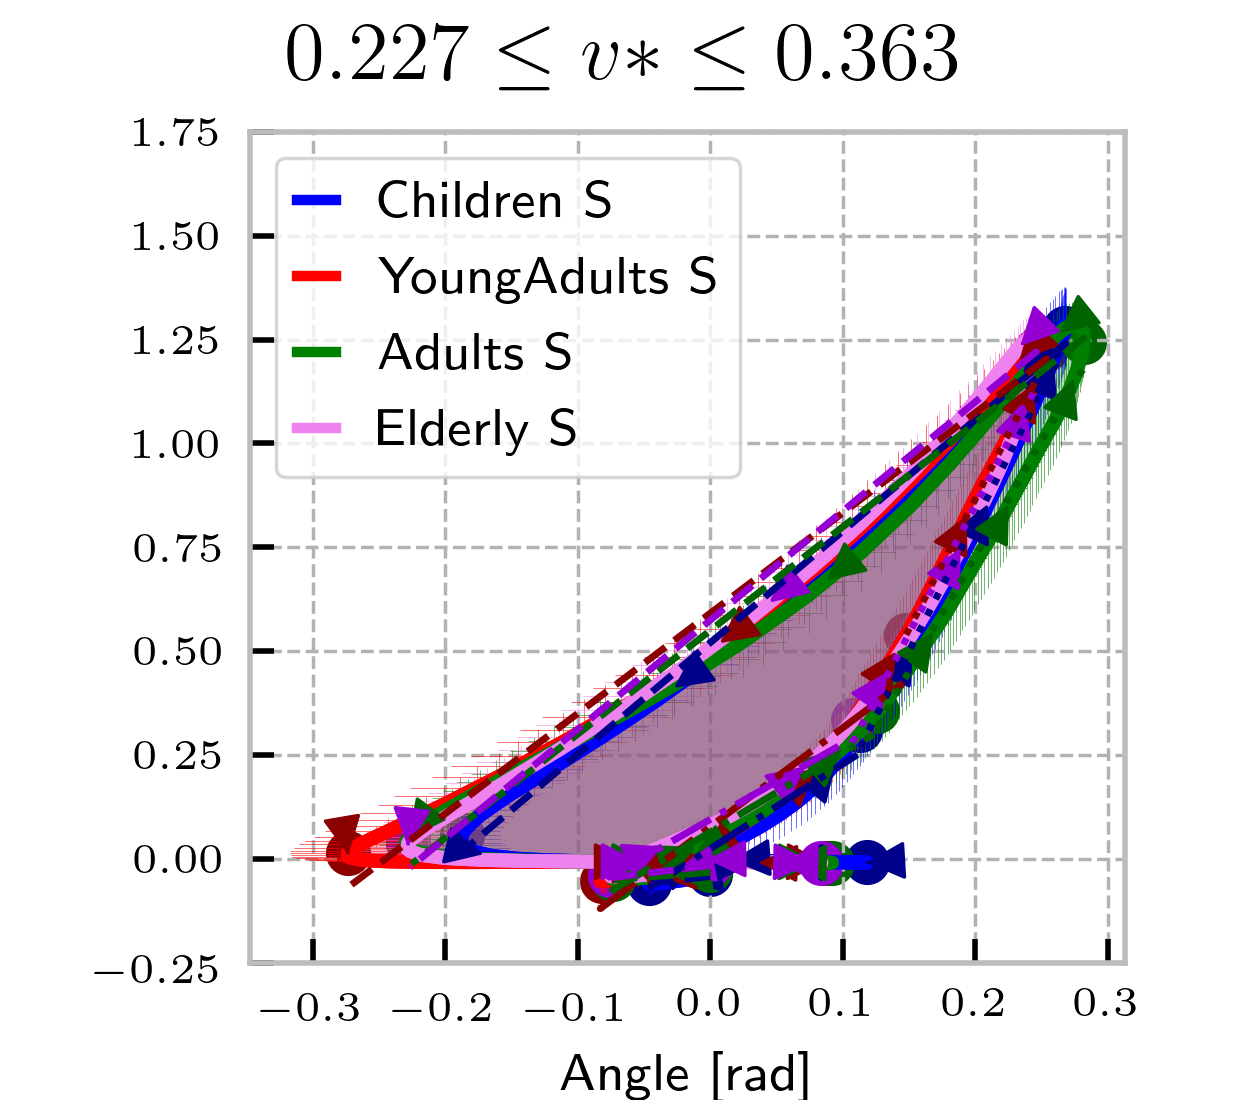 0.227 ≤ v* ≤ 0.363
1.75
1.50
1.25
1.00
0.75
0.50
0.25
0.00
−0.25
Children S
YoungAdults S
Adults S
Elderly S
−0.3 −0.2 −0.1 0.0 0.1 0.2 0.3
Angle [rad]